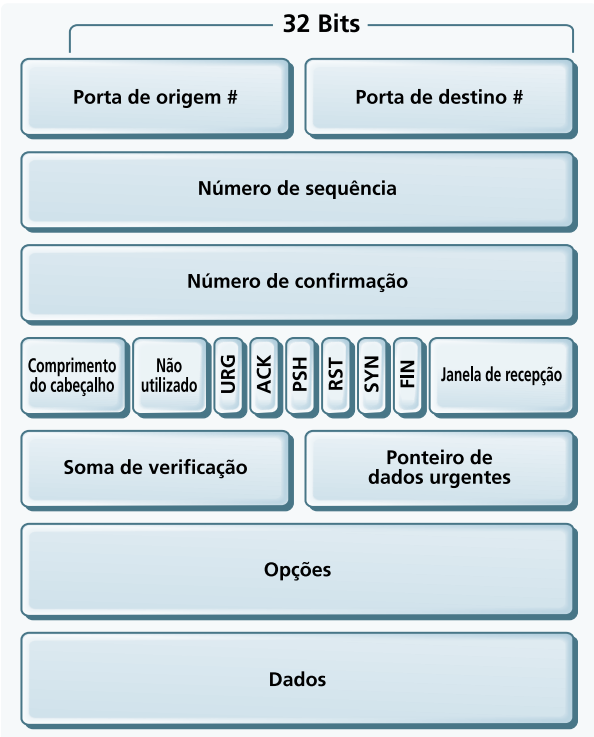 32 Bits
Porta de origem #
Porta de destino #
Número de sequência
Número de confirmação
Comprimento
do cabeçalho
Não
utilizado
URG
ACK
PSH
RST
SYN
FIN
Janela de recepção
Soma de verificação
Ponteiro de
dados urgentes
Opções
Dados